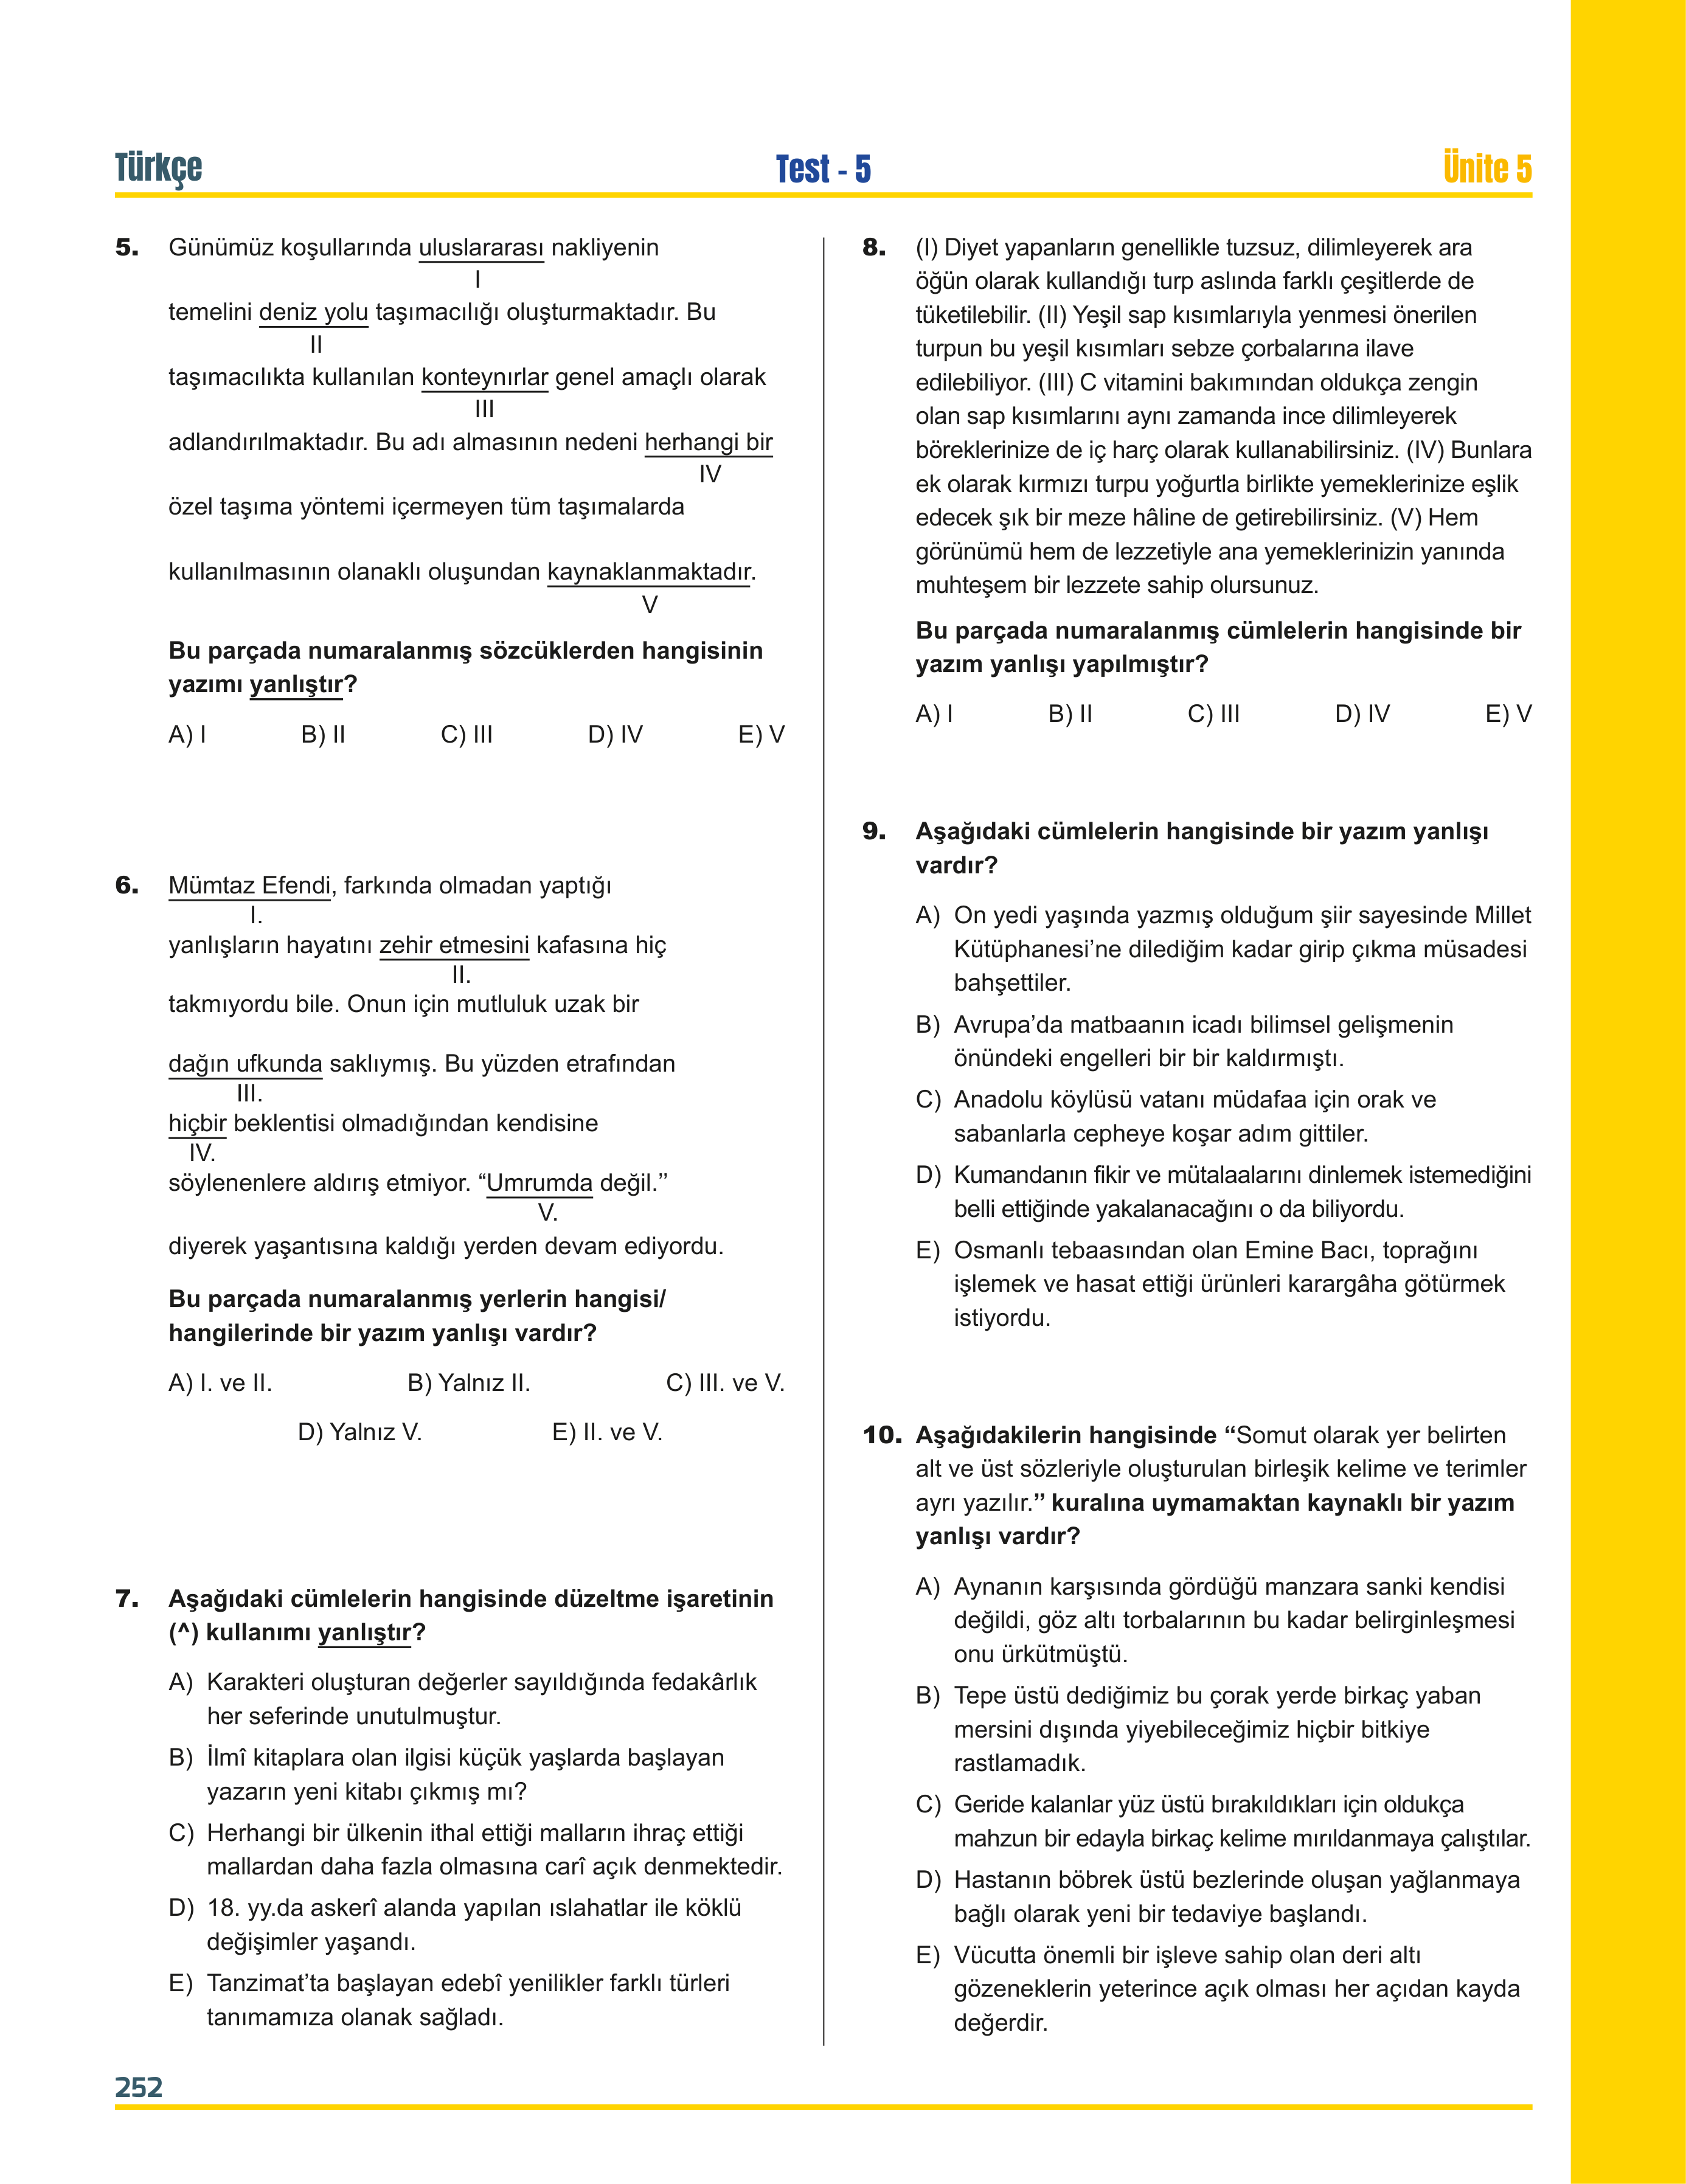 Türkçe
Test - 5
Ünite 5
5. Günümüz koşullarında uluslararası nakliyenin
I
temelini deniz yolu taşımacılığı oluşturmaktadır. Bu
II
taşımacılıkta kullanılan konteynırlar genel amaçlı olarak
III
adlandırılmaktadır. Bu adı almasının nedeni herhangi bir
IV
özel taşıma yöntemi içermeyen tüm taşımalarda
kullanılmasının olanaklı oluşundan kaynaklanmaktadır.
V
Bu parçada numaralanmış sözcüklerden hangisinin
yazımı yanlıştır?
A) I B) II C) III D) IV E) V
6. Mümtaz Efendi, farkında olmadan yaptığı
I.
yanlışların hayatını zehir etmesini kafasına hiç
II.
takmıyordu bile. Onun için mutluluk uzak bir
dağın ufkunda saklıymış. Bu yüzden etrafından
III.
hiçbir beklentisi olmadığından kendisine
IV.
söylenenlere aldırış etmiyor. “Umrumda değil.’’
V.
diyerek yaşantısına kaldığı yerden devam ediyordu.
Bu parçada numaralanmış yerlerin hangisi/
hangilerinde bir yazım yanlışı vardır?
A) I. ve II. B) Yalnız II. C) III. ve V.
D) Yalnız V. E) II. ve V.
7. Aşağıdaki cümlelerin hangisinde düzeltme işaretinin
(^) kullanımı yanlıştır?
A) Karakteri oluşturan değerler sayıldığında fedakârlık
her seferinde unutulmuştur.
B) İlmî kitaplara olan ilgisi küçük yaşlarda başlayan
yazarın yeni kitabı çıkmış mı?
C) Herhangi bir ülkenin ithal ettiği malların ihraç ettiği
mallardan daha fazla olmasına carî açık denmektedir.
D) 18. yy.da askerî alanda yapılan ıslahatlar ile köklü
değişimler yaşandı.
E) Tanzimat’ta başlayan edebî yenilikler farklı türleri
tanımamıza olanak sağladı.
8. (I) Diyet yapanların genellikle tuzsuz, dilimleyerek ara
öğün olarak kullandığı turp aslında farklı çeşitlerde de
tüketilebilir. (II) Yeşil sap kısımlarıyla yenmesi önerilen
turpun bu yeşil kısımları sebze çorbalarına ilave
edilebiliyor. (III) C vitamini bakımından oldukça zengin
olan sap kısımlarını aynı zamanda ince dilimleyerek
böreklerinize de iç harç olarak kullanabilirsiniz. (IV) Bunlara
ek olarak kırmızı turpu yoğurtla birlikte yemeklerinize eşlik
edecek şık bir meze hâline de getirebilirsiniz. (V) Hem
görünümü hem de lezzetiyle ana yemeklerinizin yanında
muhteşem bir lezzete sahip olursunuz.
Bu parçada numaralanmış cümlelerin hangisinde bir
yazım yanlışı yapılmıştır?
A) I B) II C) III D) IV E) V
9. Aşağıdaki cümlelerin hangisinde bir yazım yanlışı
vardır?
A) On yedi yaşında yazmış olduğum şiir sayesinde Millet
Kütüphanesi’ne dilediğim kadar girip çıkma müsadesi
bahşettiler.
B) Avrupa’da matbaanın icadı bilimsel gelişmenin
önündeki engelleri bir bir kaldırmıştı.
C) Anadolu köylüsü vatanı müdafaa için orak ve
sabanlarla cepheye koşar adım gittiler.
D) Kumandanın fikir ve mütalaalarını dinlemek istemediğini
belli ettiğinde yakalanacağını o da biliyordu.
E) Osmanlı tebaasından olan Emine Bacı, toprağını
işlemek ve hasat ettiği ürünleri karargâha götürmek
istiyordu.
10. Aşağıdakilerin hangisinde “Somut olarak yer belirten
alt ve üst sözleriyle oluşturulan birleşik kelime ve terimler
ayrı yazılır.” kuralına uymamaktan kaynaklı bir yazım
yanlışı vardır?
A) Aynanın karşısında gördüğü manzara sanki kendisi
değildi, göz altı torbalarının bu kadar belirginleşmesi
onu ürkütmüştü.
B) Tepe üstü dediğimiz bu çorak yerde birkaç yaban
mersini dışında yiyebileceğimiz hiçbir bitkiye
rastlamadık.
C) Geride kalanlar yüz üstü bırakıldıkları için oldukça
mahzun bir edayla birkaç kelime mırıldanmaya çalıştılar.
D) Hastanın böbrek üstü bezlerinde oluşan yağlanmaya
bağlı olarak yeni bir tedaviye başlandı.
E) Vücutta önemli bir işleve sahip olan deri altı
gözeneklerin yeterince açık olması her açıdan kayda
değerdir.
252